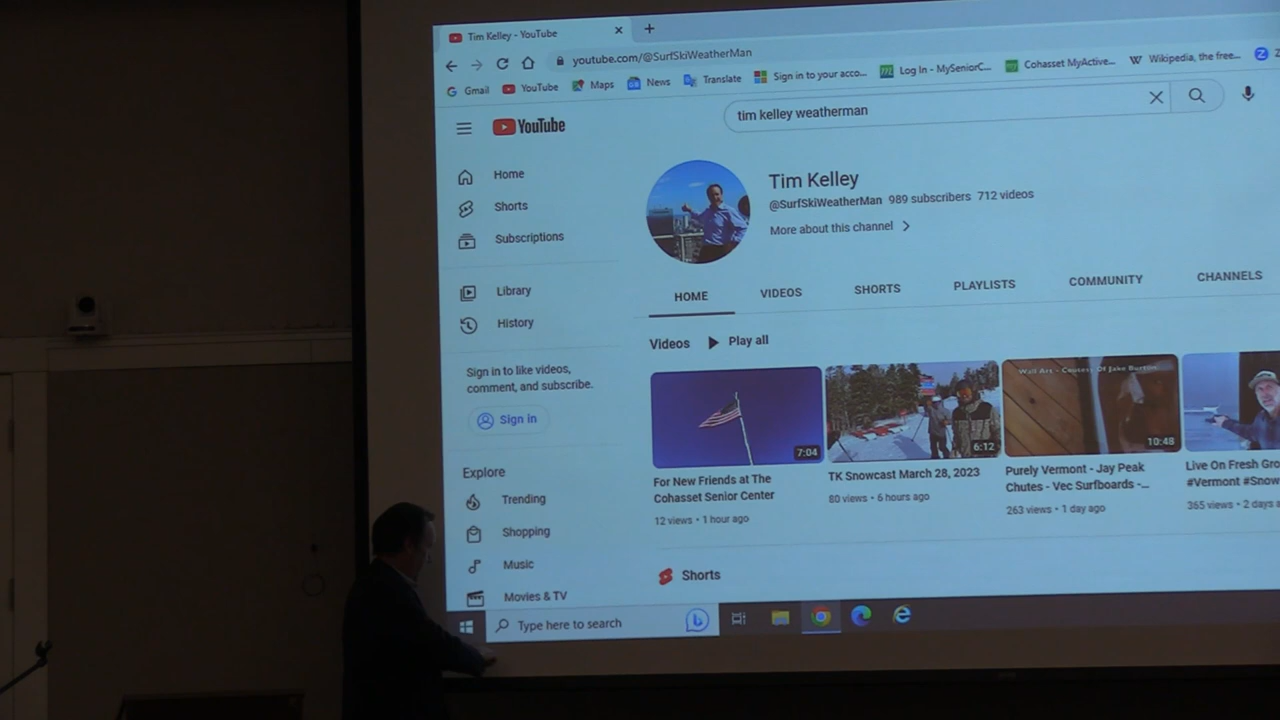 Tim Kelley - YouTube
youtube.com/@SurfSkiWeatherMan
Gmail YouTube Maps News Translate Sign in to your acco... Log In - MySeniorC... Cohasset MyActive... Wikipedia, the free...
YouTube
tim kelley weatherman
Home
Shorts
Subscriptions
Library
History
Sign in to like videos,
comment, and subscribe.
Sign in
Explore
Trending
Shopping
Music
Movies & TV
Tim Kelley
@SurfSkiWeatherMan 989 subscribers 712 videos
More about this channel
HOME VIDEOS SHORTS PLAYLISTS COMMUNITY CHANNELS
Videos Play all
7:04
For New Friends at The
Cohasset Senior Center
12 views • 1 hour ago
6:12
TK Snowcast March 28, 2023
80 views • 6 hours ago
Wall Art - Coutesy Of Jake Burton
10:48
Purely Vermont - Jay Peak
Chutes - Vec Surfboards -...
263 views • 1 day ago
Live On Fresh Gro
#Vermont #Snow
365 views • 2 days a
Shorts
Type here to search